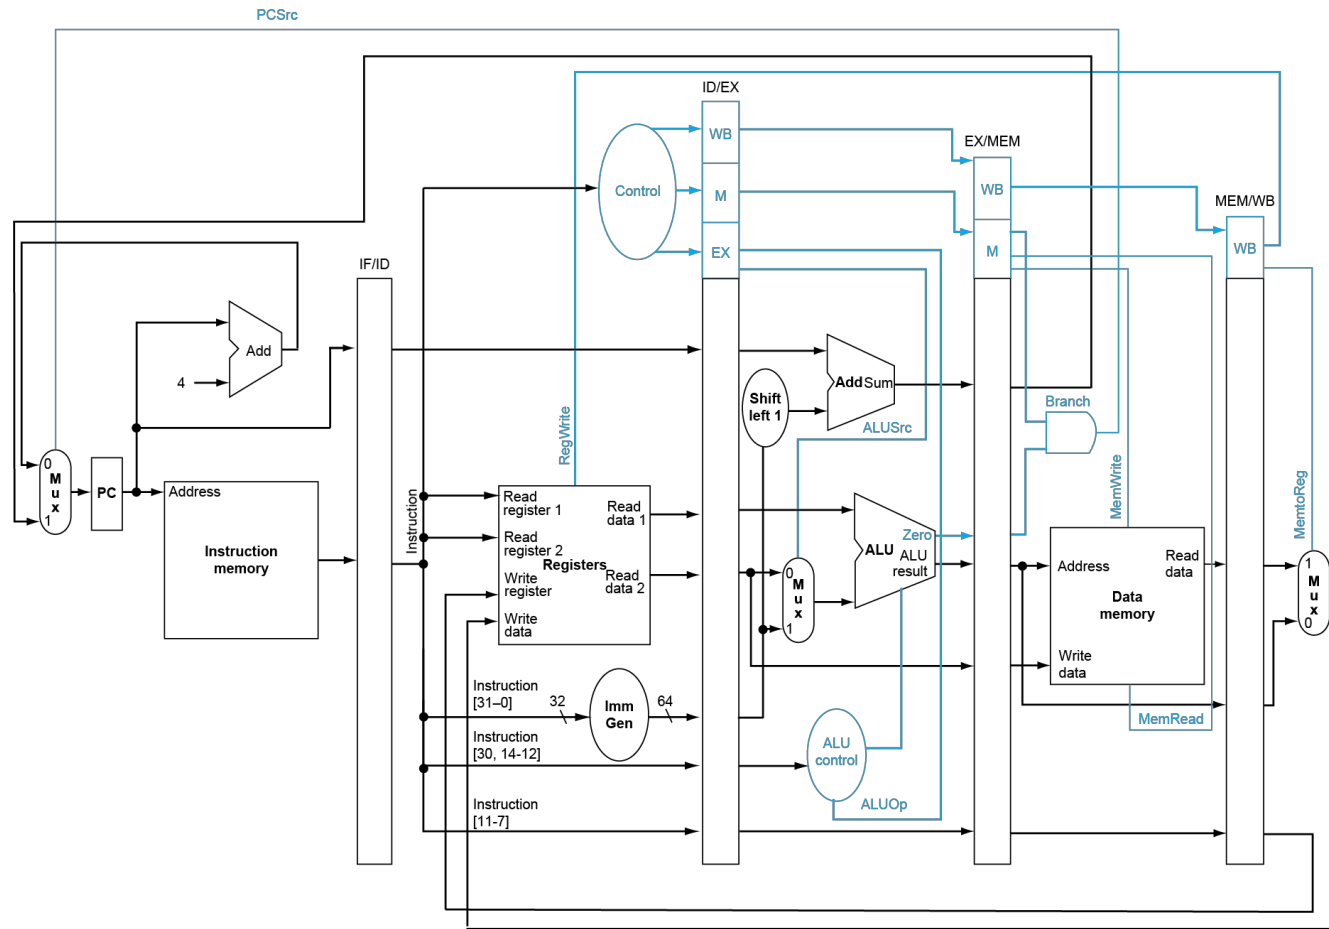 PCSrc
ID/EX
WB
EX/MEM
Control
M
WB
MEM/WB
EX
M
WB
IF/ID
Add
4
Add Sum
Shift
left 1
Branch
ALUSrc
RegWrite
MemWrite
MemtoReg
0
M
u
x
1
PC
Address
Instruction
memory
Instruction
Read
register 1
Read
register 2
Write
register
Write
data
Registers
Read
data 1
Read
data 2
0
M
u
x
1
Zero
ALU
ALU
result
Address
Read
data
Data
memory
Write
data
1
M
u
x
0
Instruction
[31–0]
32
Imm
Gen
64
Instruction
[30, 14-12]
ALU
control
MemRead
Instruction
[11-7]
ALUOp